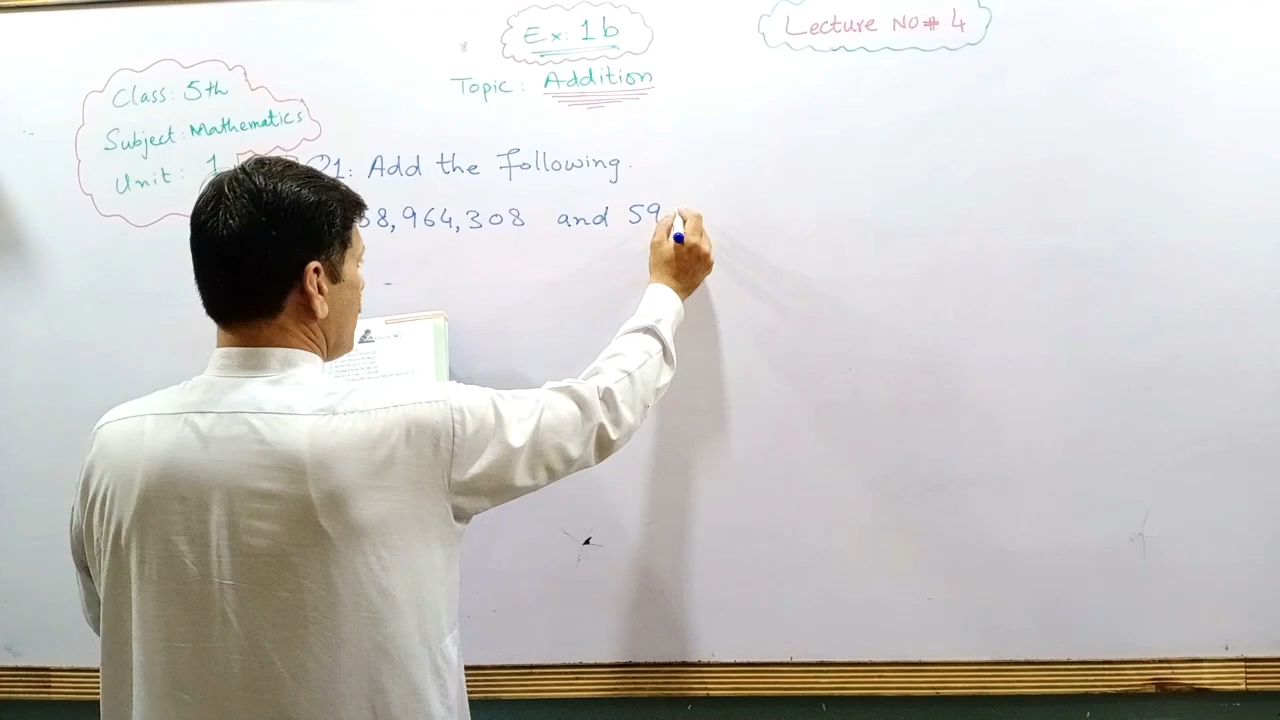 Ex: 1b
Lecture No # 4
Topic: Addition
Class: 5th
Subject: Mathematics
Unit: 1
Q1: Add the following.
58,964,308 and 59